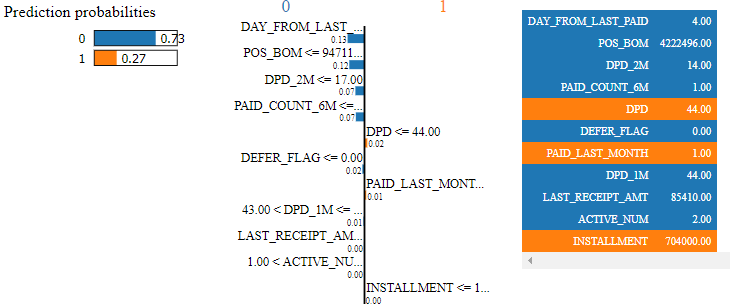 Prediction probabilities
0 0.73
1 0.27
0 1
DAY_FROM_LAST_...
0.13
POS_BOM <= 94711...
0.12
DPD_2M <= 17.00
0.07
PAID_COUNT_6M <=...
0.07
DPD <= 44.00
0.02
DEFER_FLAG <= 0.00
0.02
PAID_LAST_MONT...
0.01
43.00 < DPD_1M <= ...
0.01
LAST_RECEIPT_AM...
0.00
1.00 < ACTIVE_NU...
0.00
INSTALLMENT <= 1...
0.00
DAY_FROM_LAST_PAID 4.00
POS_BOM 4222496.00
DPD_2M 14.00
PAID_COUNT_6M 1.00
DPD 44.00
DEFER_FLAG 0.00
PAID_LAST_MONTH 1.00
DPD_1M 44.00
LAST_RECEIPT_AMT 85410.00
ACTIVE_NUM 2.00
INSTALLMENT 704000.00